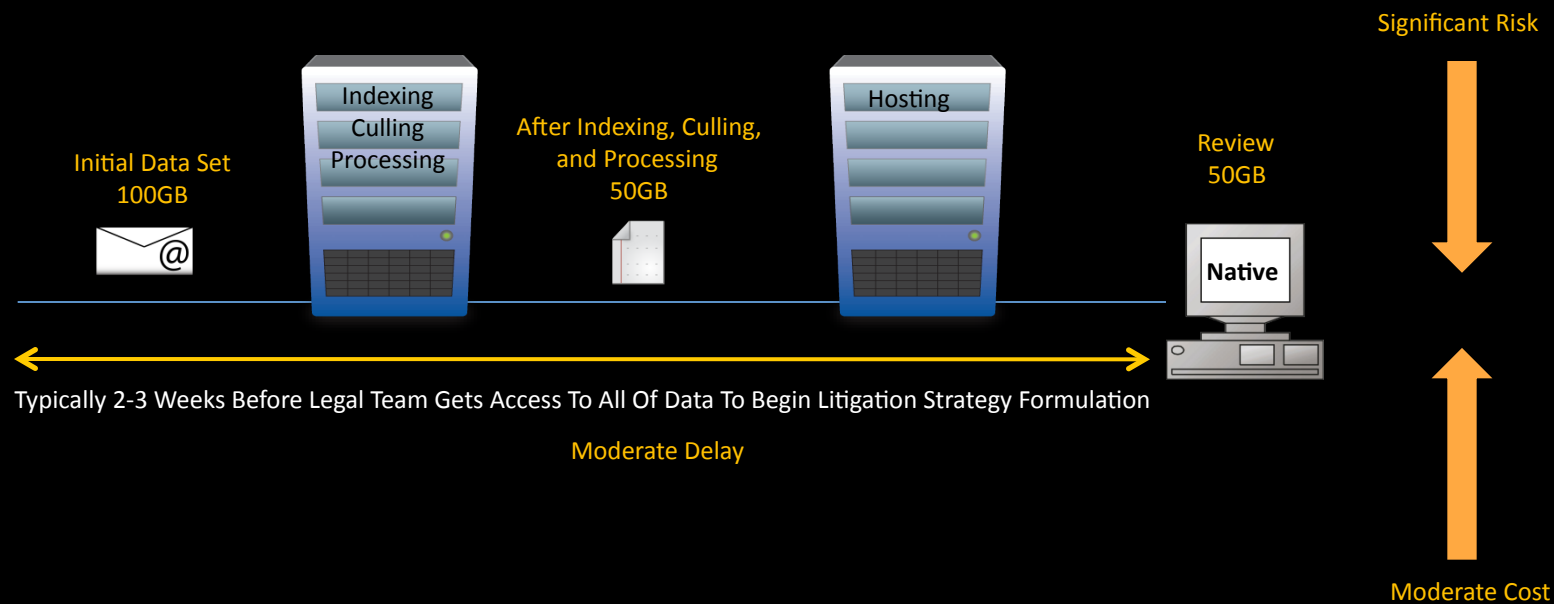 Significant Risk
Indexing
Culling
Processing
Hosting
After Indexing, Culling,
and Processing
50GB
Initial Data Set
100GB
Review
50GB
@
Native
Typically 2-3 Weeks Before Legal Team Gets Access To All Of Data To Begin Litigation Strategy Formulation
Moderate Delay
Moderate Cost